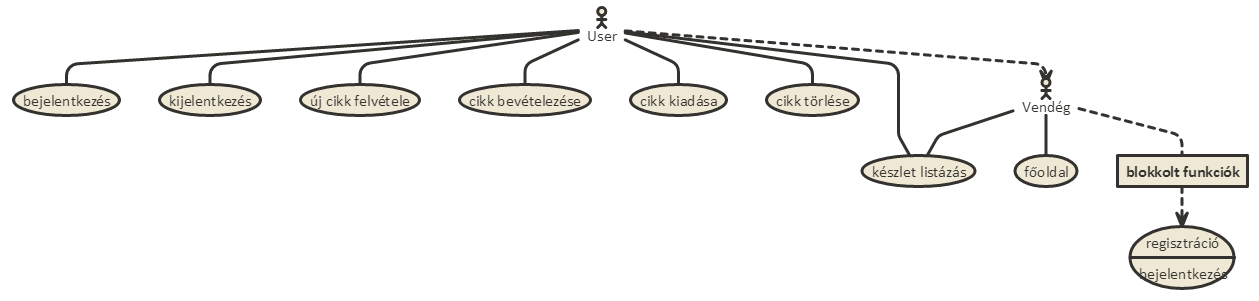 User
bejelentkezés
kijelentkezés
új cikk felvétele
cikk bevételezése
cikk kiadása
cikk törlése
Vendég
készlet listázás
főoldal
blokkolt funkciók
regisztráció
bejelentkezés